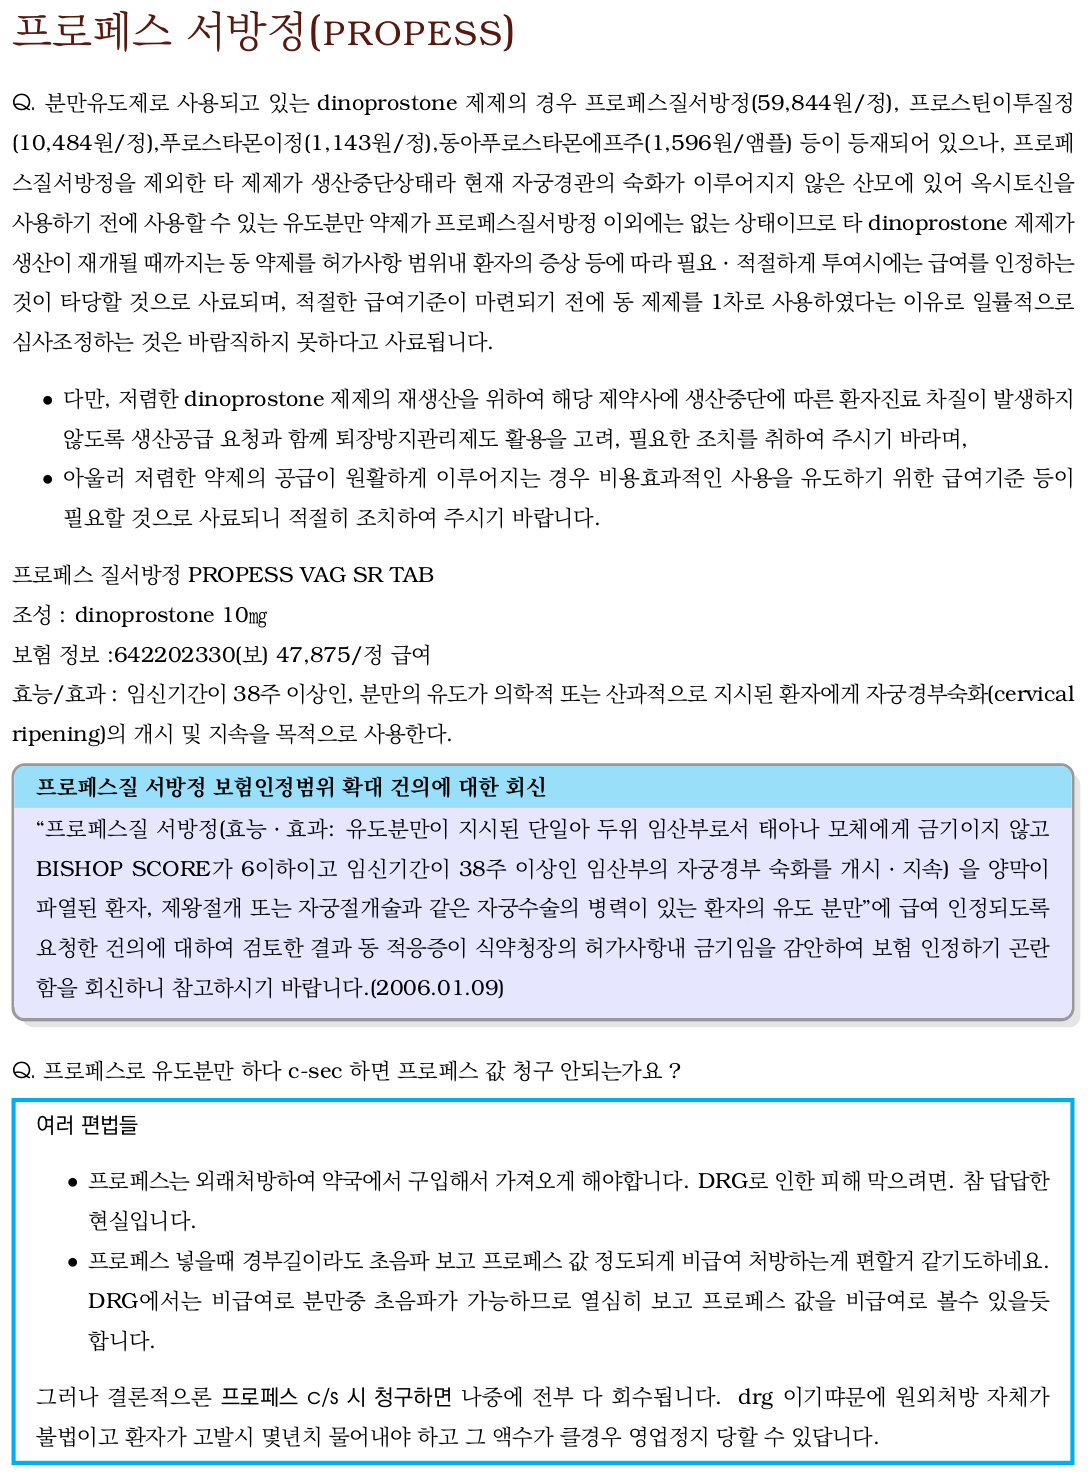 프로페스 서방정(PROPESS)
Q. 분만유도제로 사용되고 있는 dinoprostone 제제의 경우 프로페스질서방정(59,844원/정), 프로스틴이투질정
(10,484원/정),푸로스타몬이정(1,143원/정),동아푸로스타몬에프주(1,596원/앰플) 등이 등재되어 있으나, 프로페
스질서방정을 제외한 타 제제가 생산중단상태라 현재 자궁경관의 숙화가 이루어지지 않은 산모에 있어 옥시토신을
사용하기 전에 사용할 수 있는 유도분만 약제가 프로페스질서방정 이외에는 없는 상태이므로 타 dinoprostone 제제가
생산이 재개될 때까지는 동 약제를 허가사항 범위내 환자의 증상 등에 따라 필요 · 적절하게 투여시에는 급여를 인정하는
것이 타당할 것으로 사료되며, 적절한 급여기준이 마련되기 전에 동 제제를 1차로 사용하였다는 이유로 일률적으로
심사조정하는 것은 바람직하지 못하다고 사료됩니다.
• 다만, 저렴한 dinoprostone 제제의 재생산을 위하여 해당 제약사에 생산중단에 따른 환자진료 차질이 발생하지
않도록 생산공급 요청과 함께 퇴장방지관리제도 활용을 고려, 필요한 조치를 취하여 주시기 바라며,
• 아울러 저렴한 약제의 공급이 원활하게 이루어지는 경우 비용효과적인 사용을 유도하기 위한 급여기준 등이
필요할 것으로 사료되니 적절히 조치하여 주시기 바랍니다.
프로페스 질서방정 PROPESS VAG SR TAB
조성 : dinoprostone 10㎎
보험 정보 :642202330(보) 47,875/정 급여
효능/효과 : 임신기간이 38주 이상인, 분만의 유도가 의학적 또는 산과적으로 지시된 환자에게 자궁경부숙화(cervical
ripening)의 개시 및 지속을 목적으로 사용한다.
프로페스질 서방정 보험인정범위 확대 건의에 대한 회신
“프로페스질 서방정(효능 · 효과: 유도분만이 지시된 단일아 두위 임산부로서 태아나 모체에게 금기이지 않고
BISHOP SCORE가 6이하이고 임신기간이 38주 이상인 임산부의 자궁경부 숙화를 개시 · 지속) 을 양막이
파열된 환자, 제왕절개 또는 자궁절개술과 같은 자궁수술의 병력이 있는 환자의 유도 분만”에 급여 인정되도록
요청한 건의에 대하여 검토한 결과 동 적응증이 식약청장의 허가사항내 금기임을 감안하여 보험 인정하기 곤란
함을 회신하니 참고하시기 바랍니다.(2006.01.09)
Q. 프로페스로 유도분만 하다 c-sec 하면 프로페스 값 청구 안되는가요 ?
여러 편법들
• 프로페스는 외래처방하여 약국에서 구입해서 가져오게 해야합니다. DRG로 인한 피해 막으려면. 참 답답한
현실입니다.
• 프로페스 넣을때 경부길이라도 초음파 보고 프로페스 값 정도되게 비급여 처방하는게 편할거 같기도하네요.
DRG에서는 비급여로 분만중 초음파가 가능하므로 열심히 보고 프로페스 값을 비급여로 볼수 있을듯
합니다.
그러나 결론적으론 프로페스 c/s 시 청구하면 나중에 전부 다 회수됩니다. drg 이기땨문에 원외처방 자체가
불법이고 환자가 고발시 몇년치 물어내야 하고 그 액수가 클경우 영업정지 당할 수 있답니다.